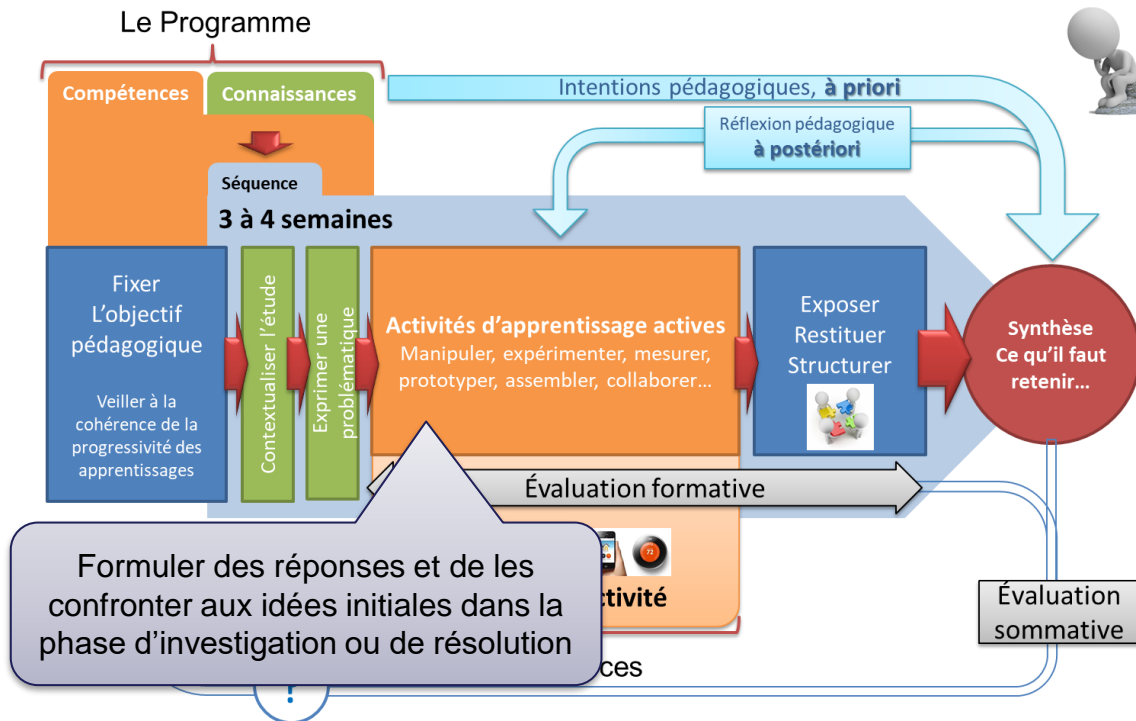 Le Programme
Compétences
Connaissances
Intentions pédagogiques, à priori
Réflexion pédagogique
à postériori
Séquence
3 à 4 semaines
Fixer
L'objectif
pédagogique
Veiller à la
cohérence de la
progressivité des
apprentissages
Contextualiser l'étude
Exprimer une
problématique
Activités d'apprentissage actives
Manipuler, expérimenter, mesurer,
prototyper, assembler, collaborer…
Exposer
Restituer
Structurer
Synthèse
Ce qu'il faut
retenir…
Évaluation formative
Formuler des réponses et de les
confronter aux idées initiales dans la
phase d'investigation ou de résolution
72
ctivité
Évaluation
sommative
ces
?